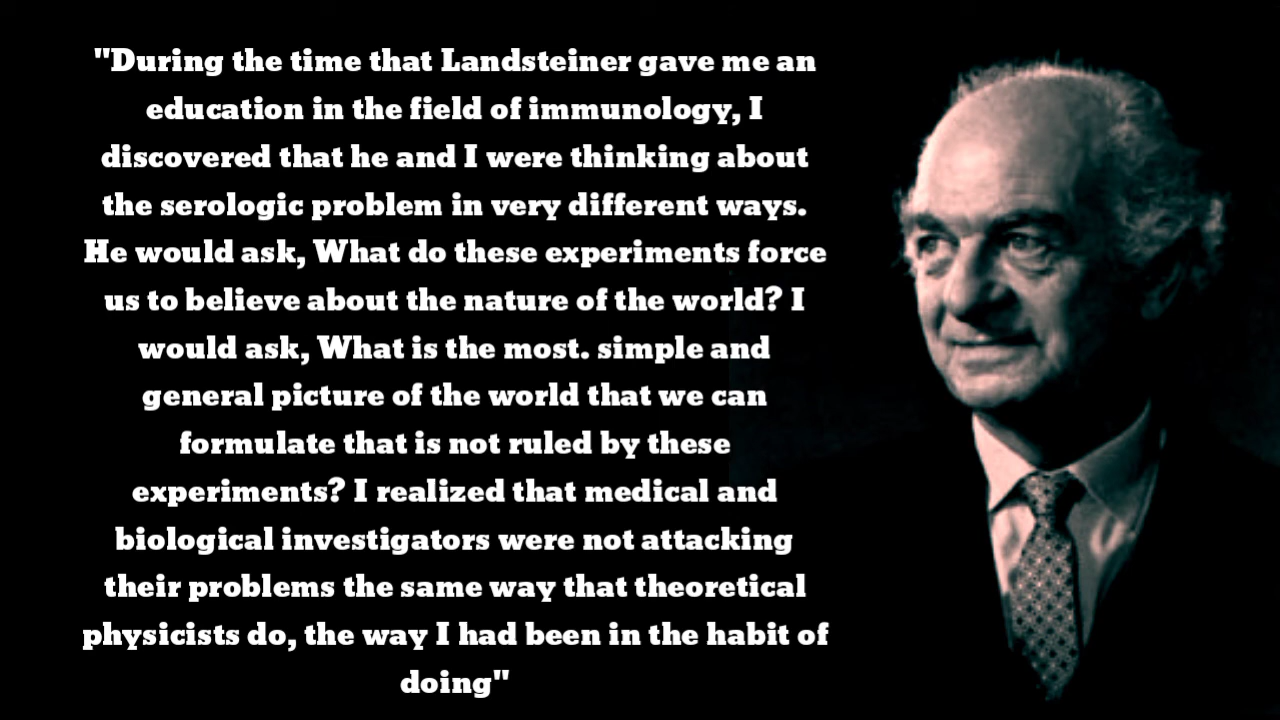 "During the time that Landsteiner gave me an
education in the field of immunology, I
discovered that he and I were thinking about
the serologic problem in very different ways.
He would ask, What do these experiments force
us to believe about the nature of the world? I
would ask, What is the most. simple and
general picture of the world that we can
formulate that is not ruled by these
experiments? I realized that medical and
biological investigators were not attacking
their problems the same way that theoretical
physicists do, the way I had been in the habit of
doing"